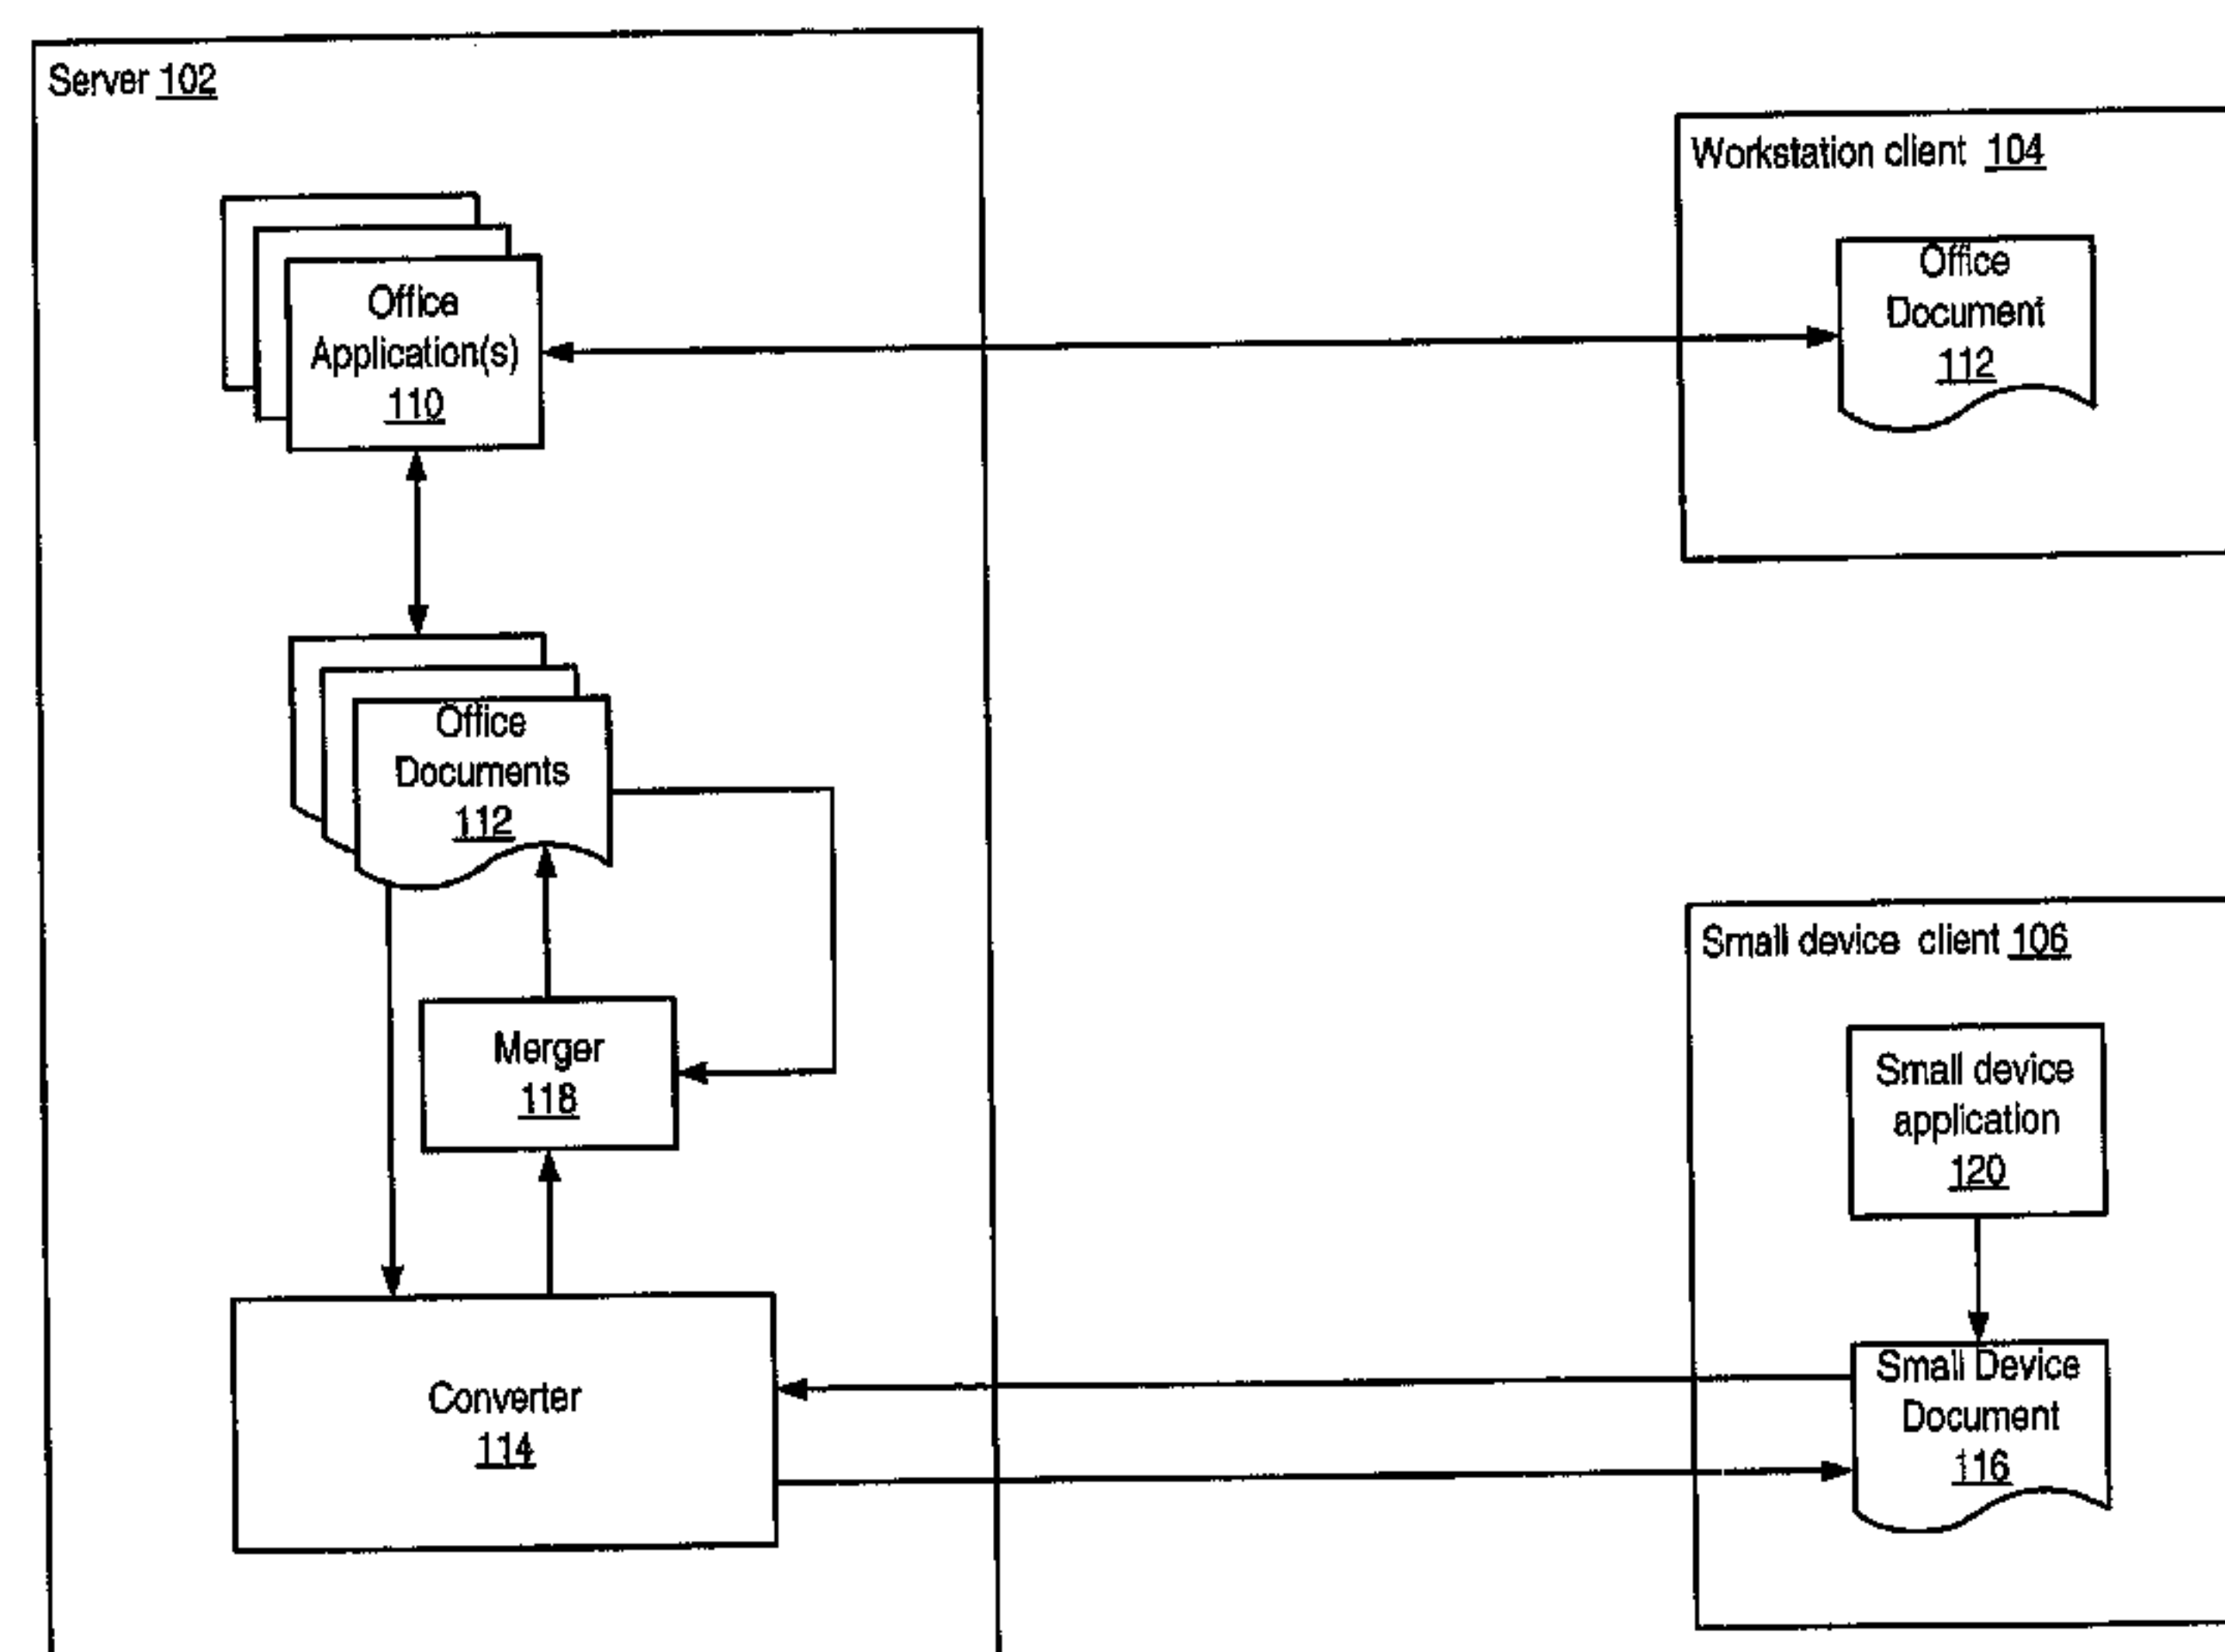 Server 102
Office
Application(s)
110
Office
Documents
112
Merger
118
Converter
114
Workstation client 104
Office
Document
112
Small device client 106
Small device
application
120
Small Device
Document
116